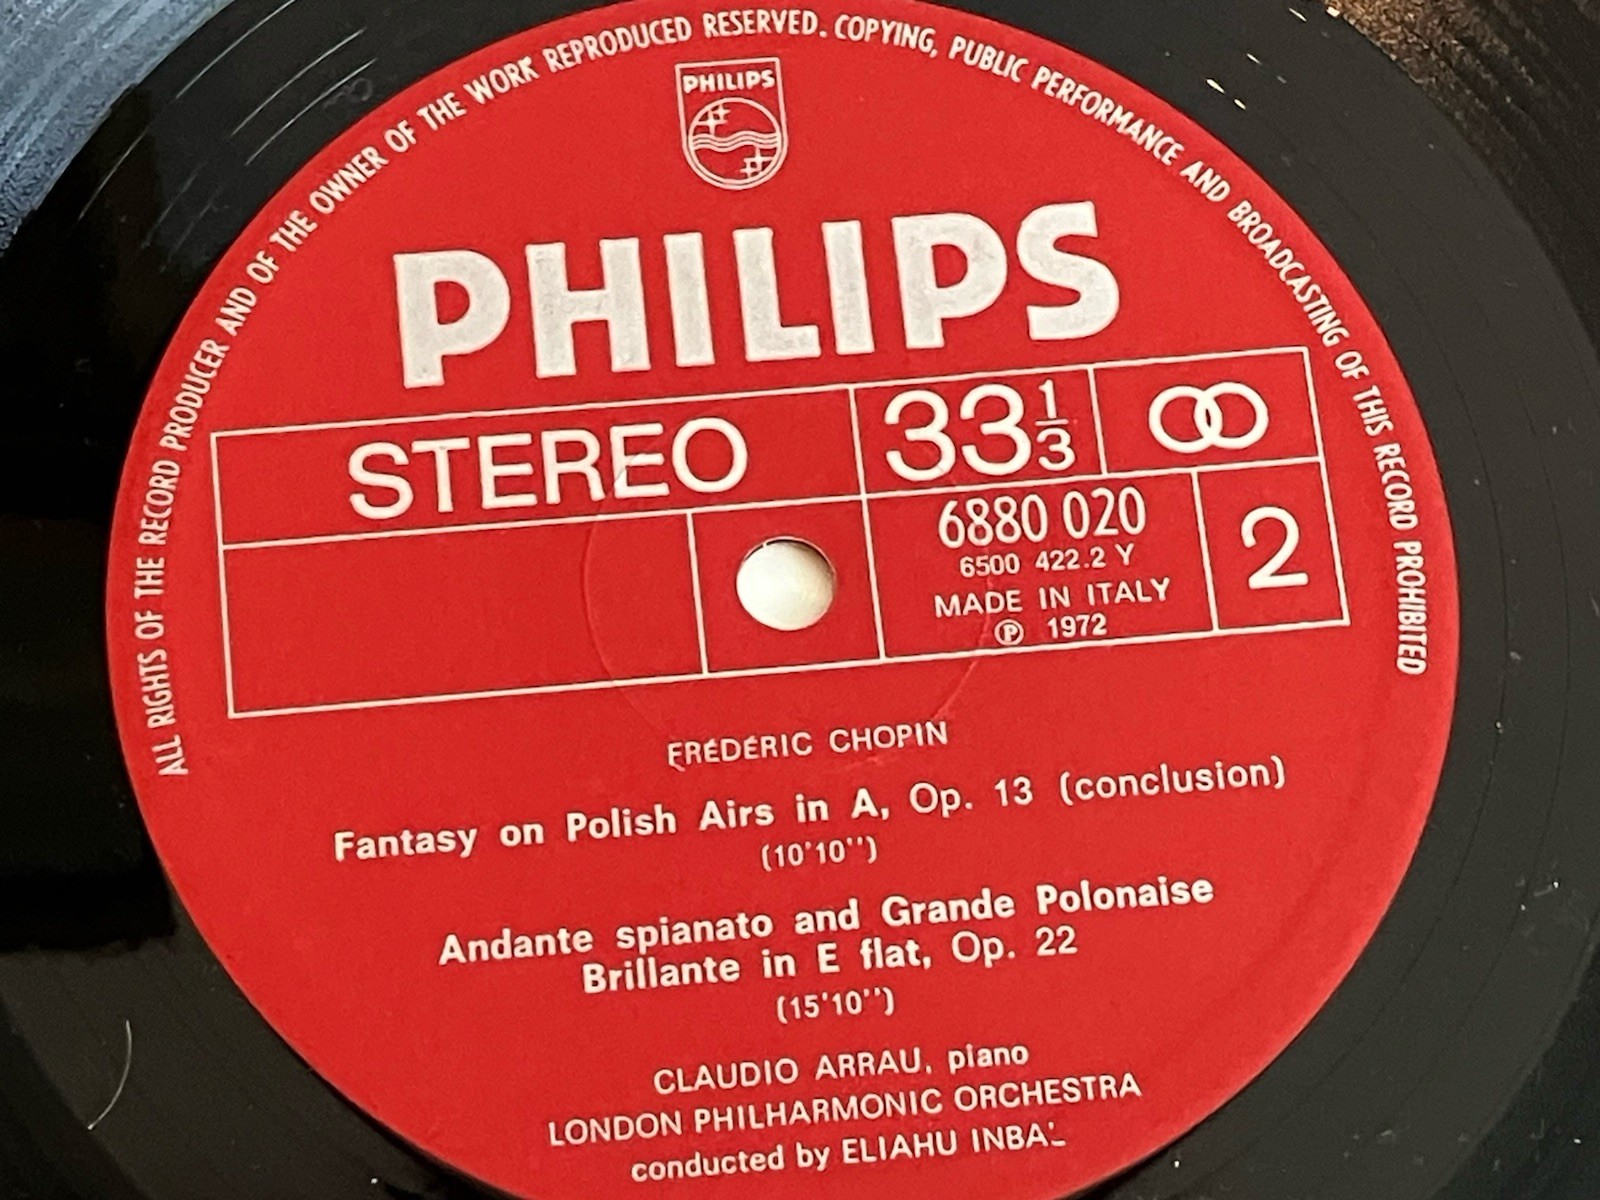 ALL RIGHTS OF THE RECORD PRODUCER AND OF THE OWNER OF THE WORK REPRODUCED RESERVED. COPYING, PUBLIC PERFORMANCE AND BROADCASTING OF THIS RECORD PROHIBITED
PHILIPS
PHILIPS
STEREO
33 1/3
6880 020
6500 422.2 Y
MADE IN ITALY
℗ 1972
2
FRÉDÉRIC CHOPIN
Fantasy on Polish Airs in A, Op. 13 (conclusion)
(10'10'')
Andante spianato and Grande Polonaise
Brillante in E flat, Op. 22
(15'10'')
CLAUDIO ARRAU, piano
LONDON PHILHARMONIC ORCHESTRA
conducted by ELIAHU INBAL